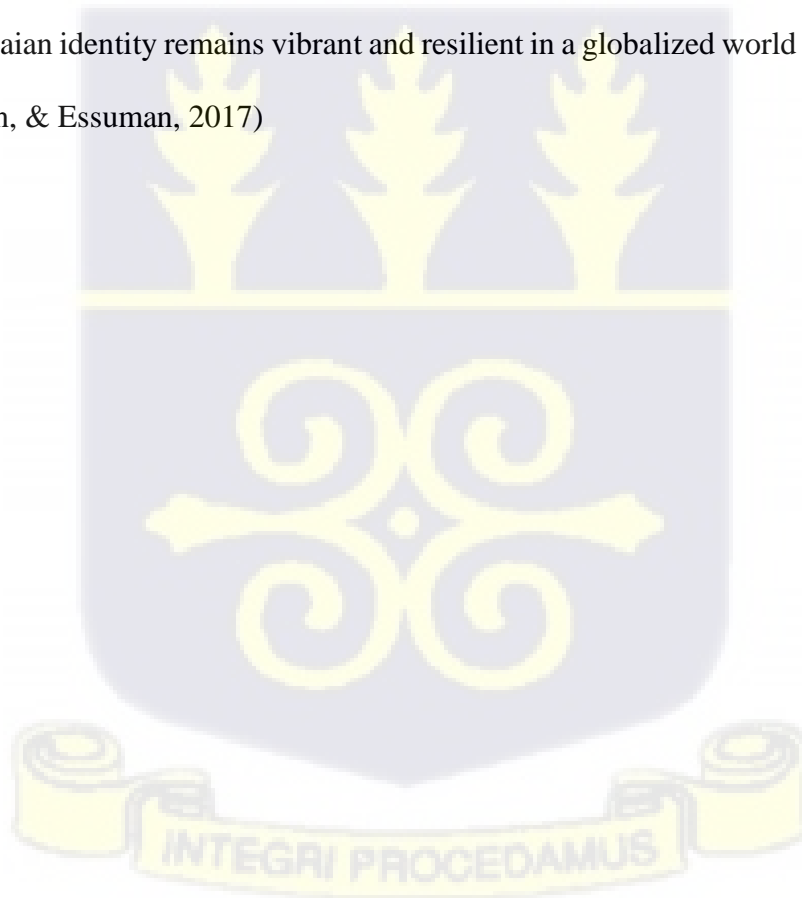 aian identity remains vibrant and resilient in a globalized world
n, & Essuman, 2017)
INTEGRI PROCEDAMUS